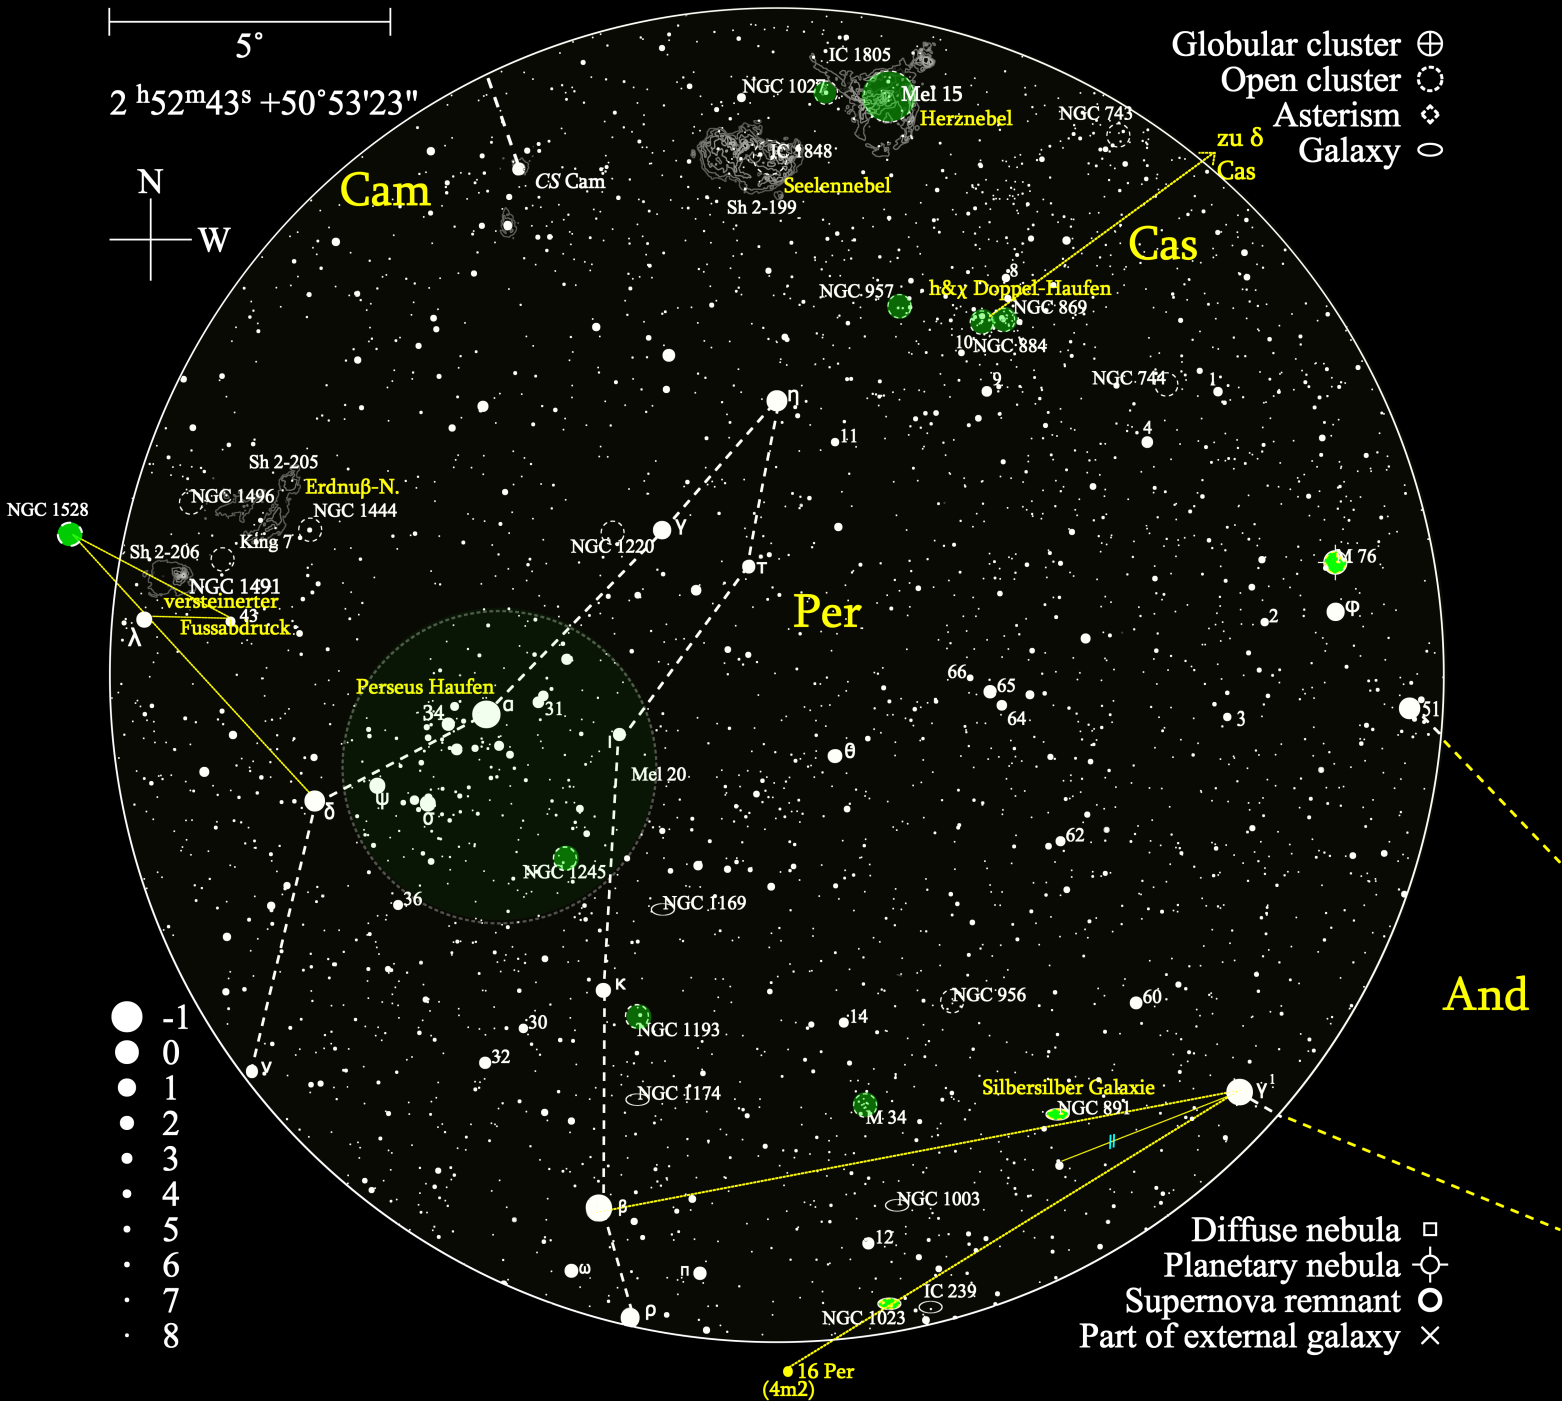 5°
2 h52m43s +50°53'23"
N
W
Globular cluster
Open cluster
Asterism
Galaxy
IC 1805
NGC 1027
Mel 15
Herznebel
NGC 743
zu δ
Cas
IC 1848
Seelennebel
Sh 2-199
CS Cam
Cam
Cas
8
NGC 957
h&χ Doppel-Haufen
NGC 869
10
NGC 884
9
NGC 744
1
η
11
4
Sh 2-205
Erdnuß-N.
NGC 1496
NGC 1444
NGC 1528
King 7
Sh 2-206
NGC 1491
versteinerter
43
Fussabdruck
λ
NGC 1220
γ
τ
M 76
φ
2
Per
Perseus Haufen
α
34
31
ι
66
65
64
3
51
θ
Mel 20
ψ
σ
δ
62
NGC 1245
36
NGC 1169
κ
NGC 956
60
And
30
NGC 1193
14
32
ν
NGC 1174
Silbersilber Galaxie
γ1
NGC 891
M 34
β
NGC 1003
12
ω
π
IC 239
NGC 1023
ρ
16 Per
(4m2)
-1
0
1
2
3
4
5
6
7
8
Diffuse nebula
Planetary nebula
Supernova remnant
Part of external galaxy